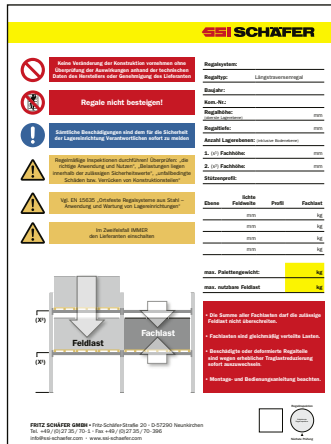 SSI SCHÄFER
Keine Veränderung der Konstruktion vornehmen ohne
Überprüfung der Auswirkungen anhand der technischen
Daten des Herstellers oder Genehmigung des Lieferanten
Regale nicht besteigen!
Sämtliche Beschädigungen sind dem für die Sicherheit
der Lagereinrichtung Verantwortlichen sofort zu melden
Regelmäßige Inspektionen durchführen! Überprüfen: „die
richtige Anwendung und Nutzen“, „Belastungen liegen
innerhalb der zulässigen Sicherheitswerte“, „unfallbedingte
Schäden bzw. Verrücken von Konstruktionsteilen“
Vgl. EN 15635 „Ortsfeste Regalsysteme aus Stahl –
Anwendung und Wartung von Lagereinrichtungen“
Im Zweifelsfall IMMER
den Lieferanten einschalten
Regalsystem:
Regaltyp: Längstraversenregal
Baujahr:
Kom.-Nr.:
Regalhöhe: mm
(oberste Lagerebene)
Regaltiefe: mm
Anzahl Lagerebenen: (inklusive Bodenebene)
1. (x¹) Fachhöhe: mm
2. (x²) Fachhöhe: mm
Stützenprofil:
Ebene lichte Feldweite Profil Fachlast
mm kg
mm kg
mm kg
mm kg
max. Palettengewicht: kg
max. nutzbare Feldlast kg
(X²)
(X¹)
Feldlast
Fachlast
• Die Summe aller Fachlasten darf die zulässige
Feldlast nicht überschreiten.
• Fachlasten sind gleichmäßig verteilte Lasten.
• Beschädigte oder deformierte Regalteile
sind wegen erheblicher Traglastreduzierung
sofort auszuwechseln.
• Montage- und Bedienungsanleitung beachten.
FRITZ SCHÄFER GMBH • Fritz-Schäfer-Straße 20 · D-57290 Neunkirchen
Tel. +49/(0)2735/70-1 · Fax +49/(0)2735/70-396
info@ssi-schaefer.com · www.ssi-schaefer.com